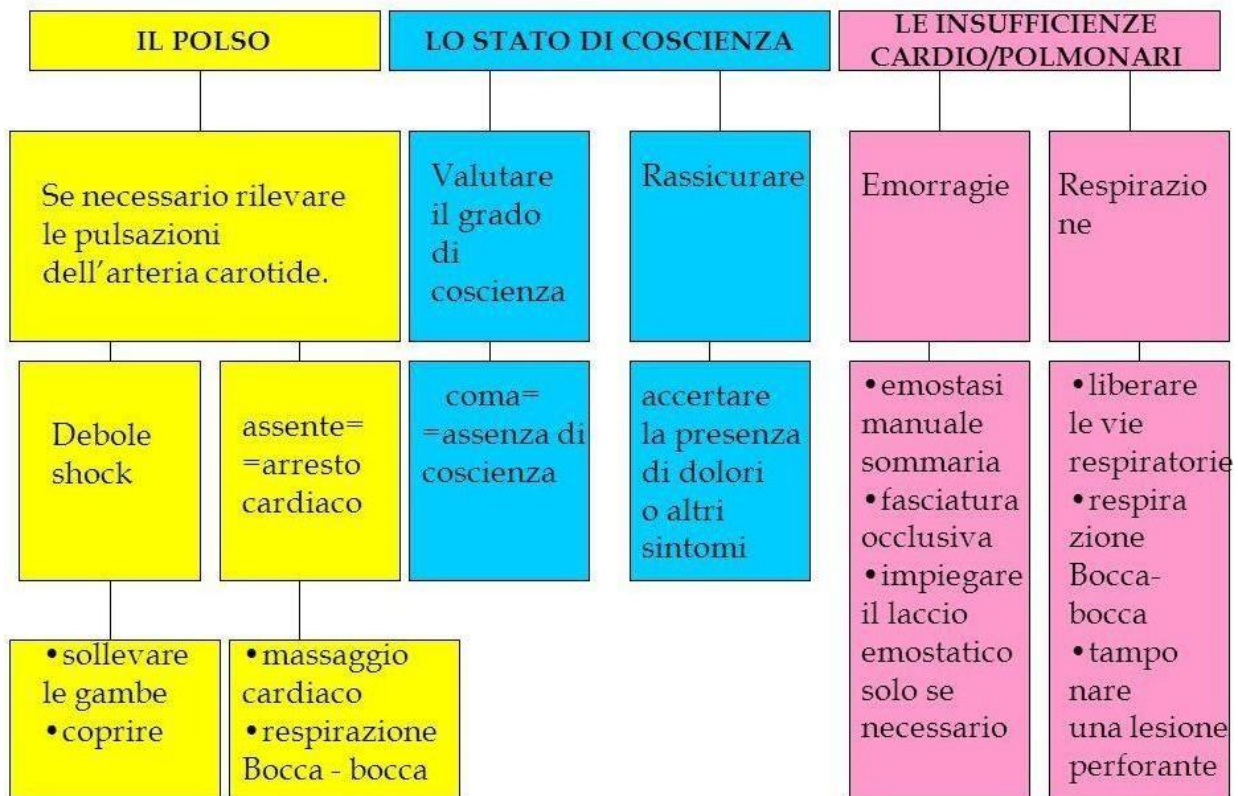 IL POLSO
LO STATO DI COSCIENZA
LE INSUFFICIENZE
CARDIO/POLMONARI
Se necessario rilevare
le pulsazioni
dell'arteria carotide.
Valutare
il grado
di
coscienza
Rassicurare
Emorragie
Respirazio
ne
Debole
shock
assente=
=arresto
cardiaco
coma=
=assenza di
coscienza
accertare
la presenza
di dolori
o altri
sintomi
•emostasi
manuale
sommaria
•fasciatura
occlusiva
•impiegare
il laccio
emostatico
solo se
necessario
•liberare
le vie
respiratorie
•respira
zione
Bocca-
bocca
•tampo
nare
una lesione
perforante
•sollevare
le gambe
•coprire
•massaggio
cardiaco
•respirazione
Bocca - bocca